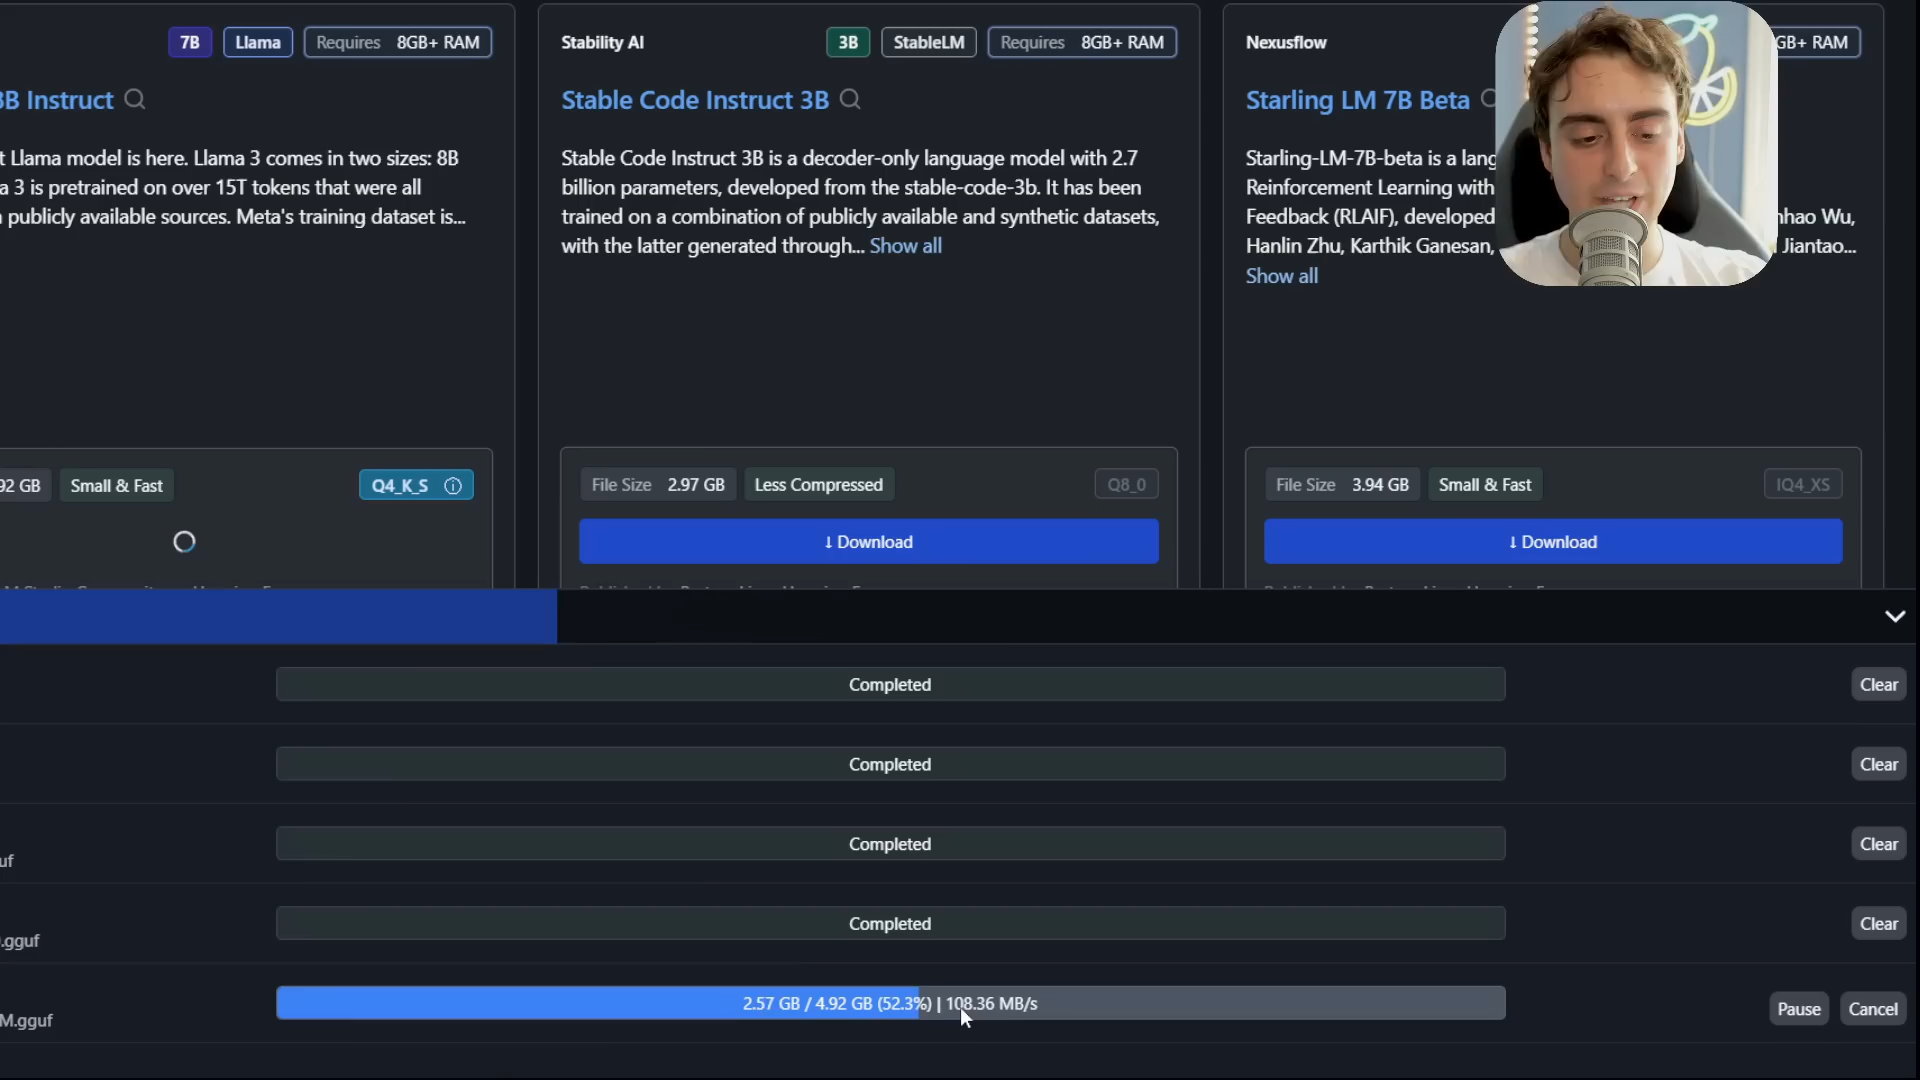 7B Llama Requires 8GB+ RAM
3B Instruct
t Llama model is here. Llama 3 comes in two sizes: 8B
a 3 is pretrained on over 15T tokens that were all
publicly available sources. Meta's training dataset is...
92 GB Small & Fast Q4_K_S
Stability AI 3B StableLM Requires 8GB+ RAM
Stable Code Instruct 3B
Stable Code Instruct 3B is a decoder-only language model with 2.7
billion parameters, developed from the stable-code-3b. It has been
trained on a combination of publicly available and synthetic datasets,
with the latter generated through... Show all
File Size 2.97 GB Less Compressed Q8_0
↓ Download
Nexusflow GB+ RAM
Starling LM 7B Beta
Starling-LM-7B-beta is a lang
Reinforcement Learning with
Feedback (RLAIF), developed nhao Wu,
Hanlin Zhu, Karthik Ganesan, Jiantao...
Show all
File Size 3.94 GB Small & Fast IQ4_XS
↓ Download
Completed Clear
Completed Clear
uf Completed Clear
.gguf Completed Clear
M.gguf 2.57 GB / 4.92 GB (52.3%) | 108.36 MB/s Pause Cancel